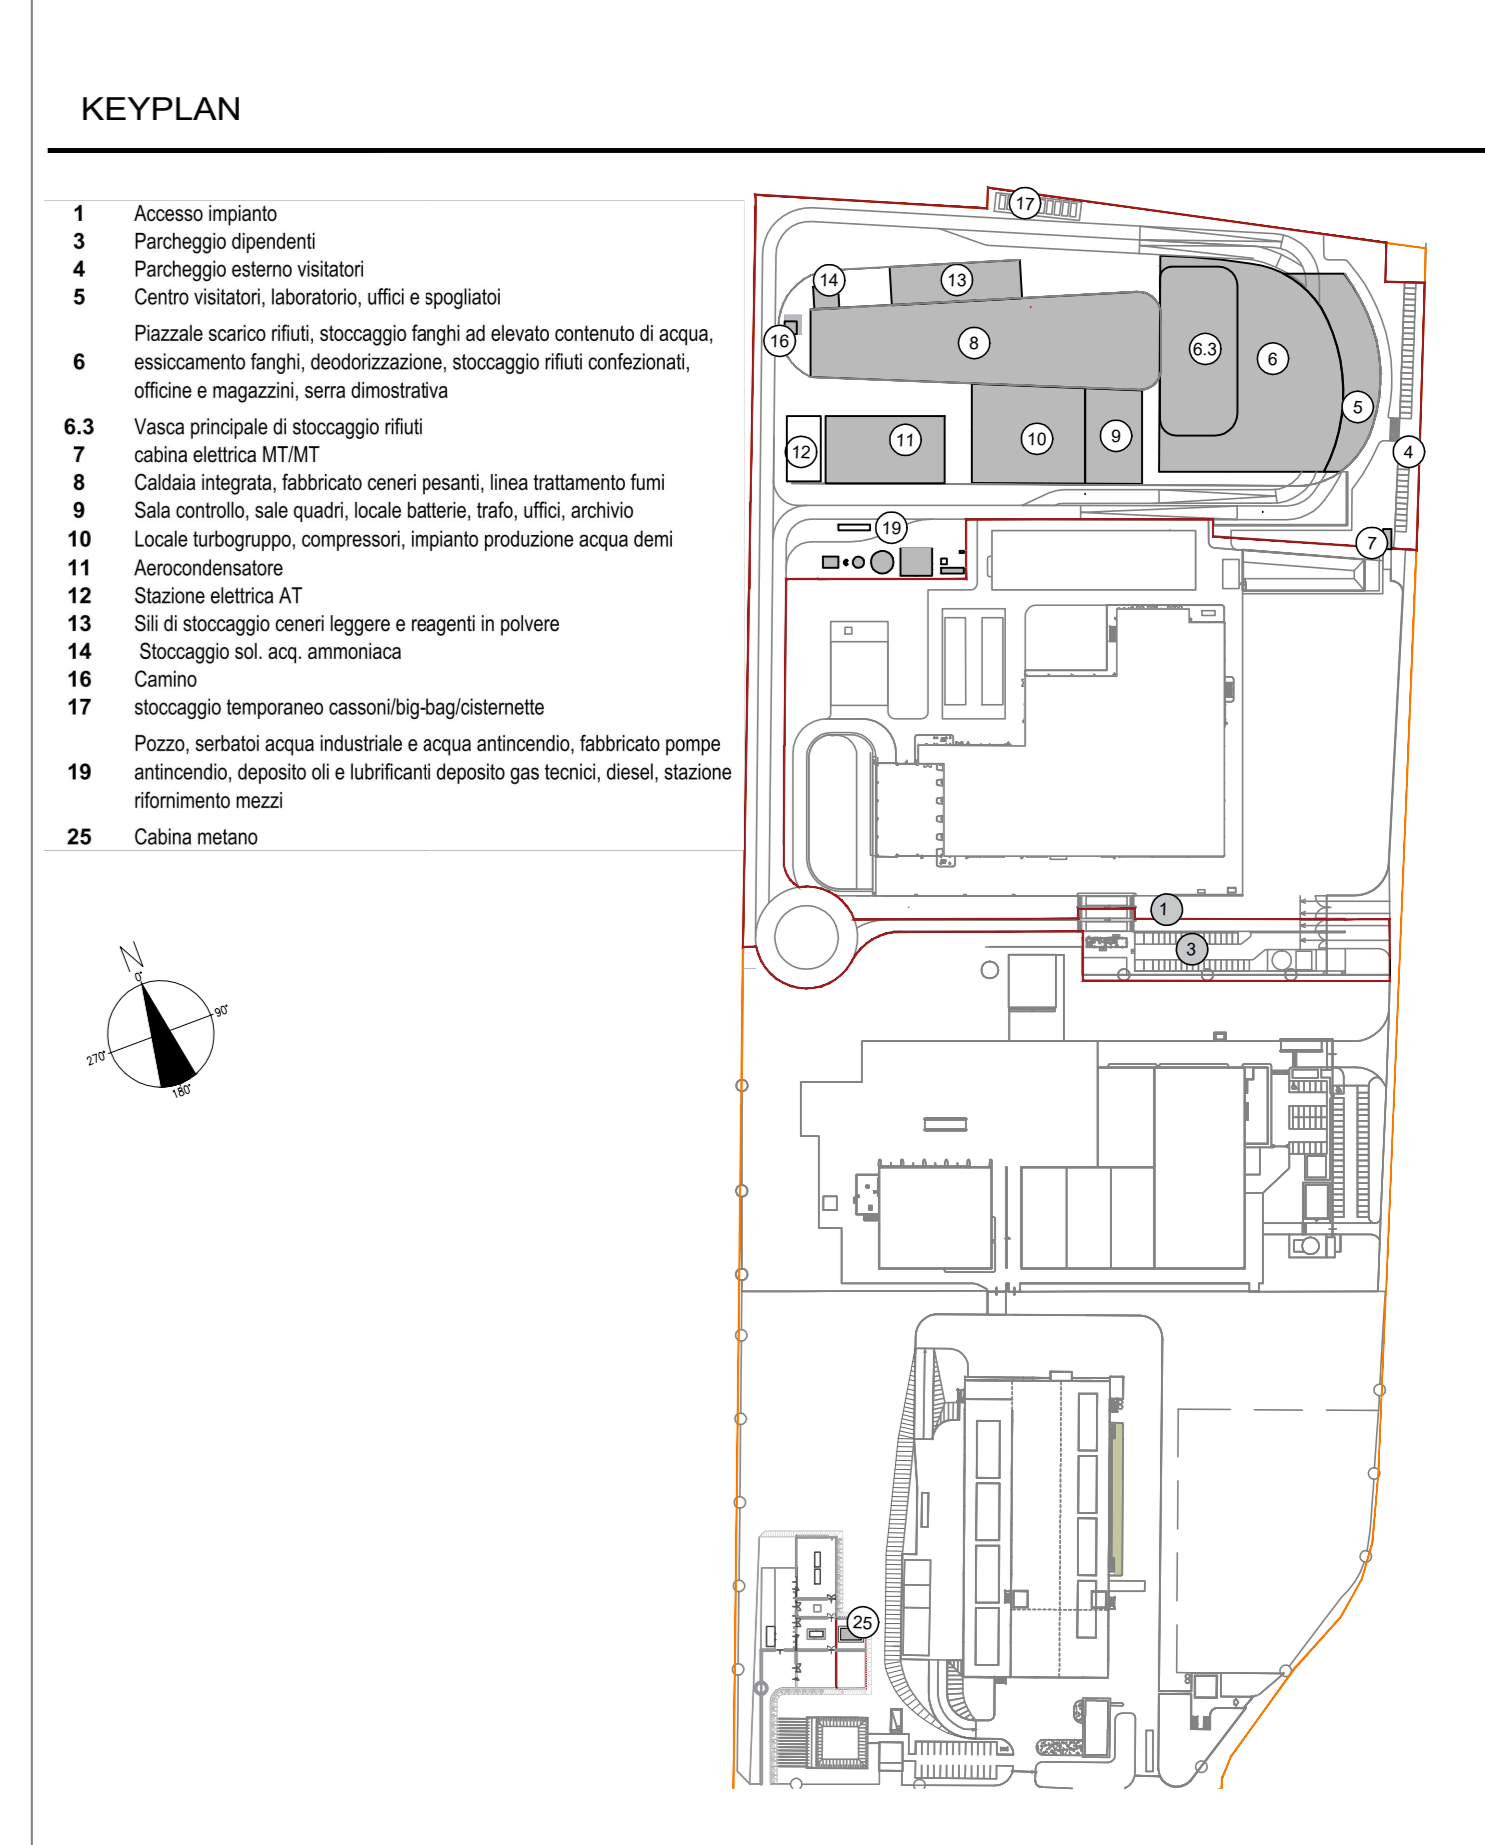 KEYPLAN
1 Accesso impianto
3 Parcheggio dipendenti
4 Parcheggio esterno visitatori
5 Centro visitatori, laboratorio, uffici e spogliatoi
Piazzale scarico rifiuti, stoccaggio fanghi ad elevato contenuto di acqua,
6 essiccamento fanghi, deodorizzazione, stoccaggio rifiuti confezionati,
officine e magazzini, serra dimostrativa
6.3 Vasca principale di stoccaggio rifiuti
7 cabina elettrica MT/MT
8 Caldaia integrata, fabbricato ceneri pesanti, linea trattamento fumi
9 Sala controllo, sale quadri, locale batterie, trafo, uffici, archivio
10 Locale turbogruppo, compressori, impianto produzione acqua demi
11 Aerocondensatore
12 Stazione elettrica AT
13 Sili di stoccaggio ceneri leggere e reagenti in polvere
14 Stoccaggio sol. acq. ammoniaca
16 Camino
17 stoccaggio temporaneo cassoni/big-bag/cisternette
Pozzo, serbatoi acqua industriale e acqua antincendio, fabbricato pompe
19 antincendio, deposito oli e lubrificanti deposito gas tecnici, diesel, stazione
rifornimento mezzi
25 Cabina metano
N
0°
90°
270°
180°
17
14
13
16
8
6.3
6
5
12
11
10
9
4
19
7
1
3
25